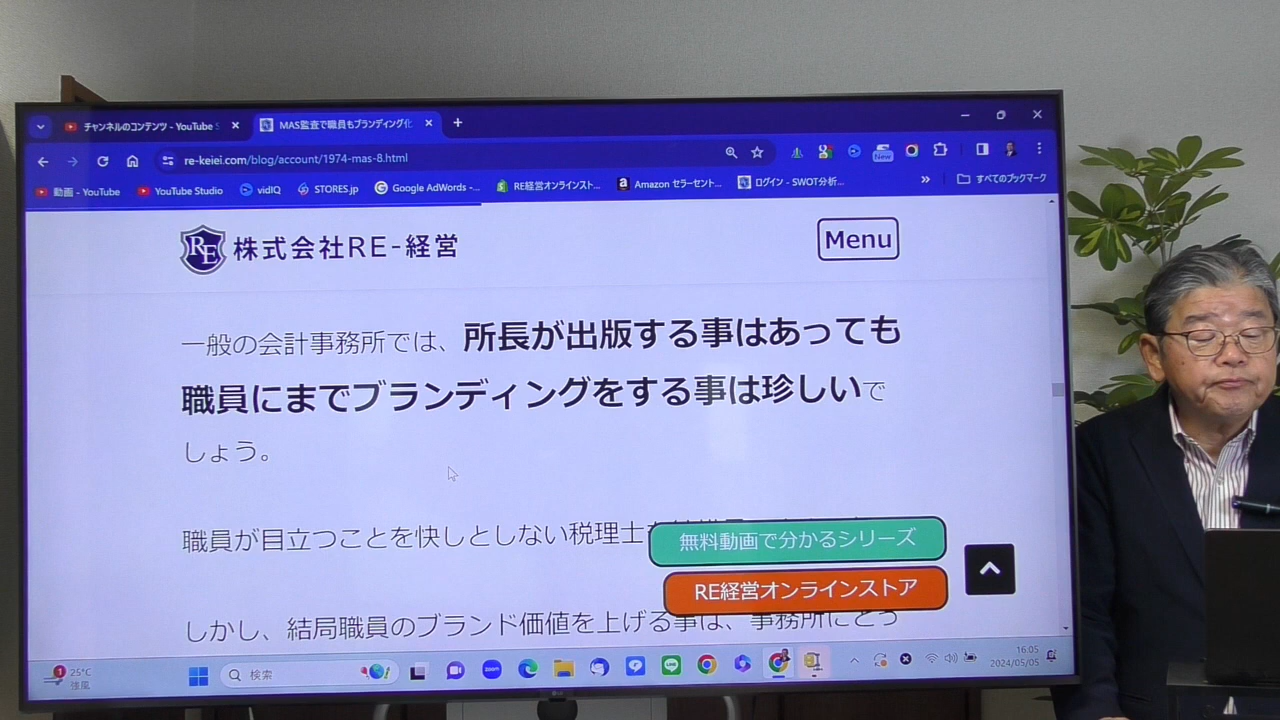 チャンネルのコンテンツ - YouTube S
MAS監査で職員もブランディング化
re-keiei.com/blog/account/1974-mas-8.html
New
動画 - YouTube
YouTube Studio
vidIQ
STORES.jp
Google AdWords -...
RE経営オンラインスト...
Amazon セラーセント...
ログイン - SWOT分析...
»
すべてのブックマーク
RE
株式会社RE-経営
Menu
一般の会計事務所では、所長が出版する事はあっても
職員にまでブランディングをする事は珍しいで
しょう。
職員が目立つことを快しとしない税理士
無料動画で分かるシリーズ
RE経営オンラインストア
しかし、結局職員のブランド価値を上げる事は、事務所にとっ
1
25°C
強風
検索
zoom
16:05
2024/05/05
LG